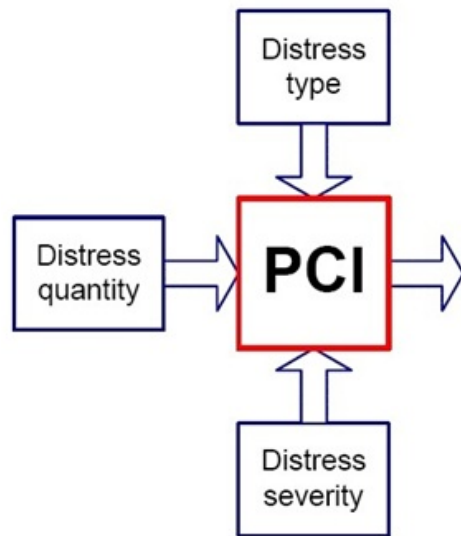 Distress
type
Distress
quantity
PCI
Distress
severity